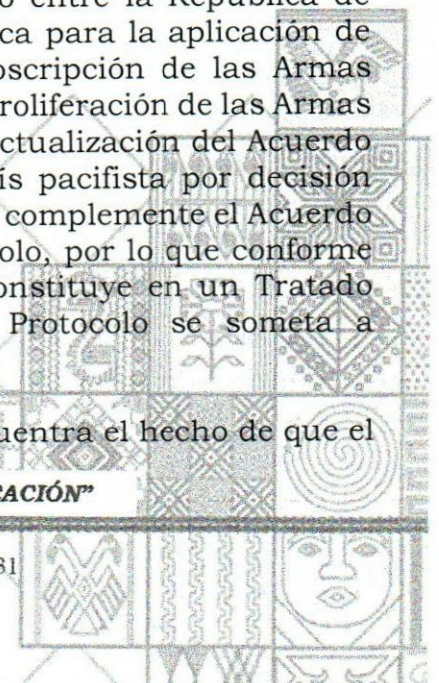 entre la República de
ca para la aplicación de
oscripción de las Armas
roliferación de las Armas
ctualización del Acuerdo
ís pacifista por decisión
complemente el Acuerdo
olo, por lo que conforme
onstituye en un Tratado
Protocolo se someta a
uentra el hecho de que el
CACIÓN"
31